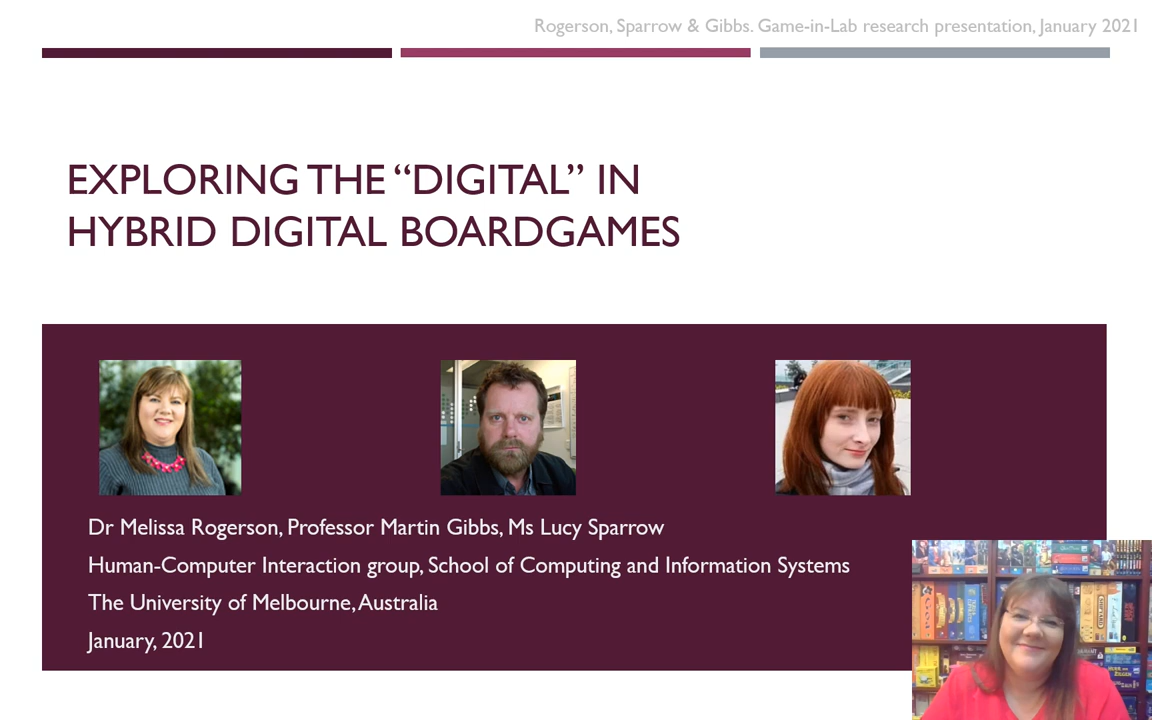 Rogerson, Sparrow & Gibbs. Game-in-Lab research presentation, January 2021
EXPLORING THE “DIGITAL” IN
HYBRID DIGITAL BOARDGAMES
Dr Melissa Rogerson, Professor Martin Gibbs, Ms Lucy Sparrow
Human-Computer Interaction group, School of Computing and Information Systems
The University of Melbourne, Australia
January, 2021